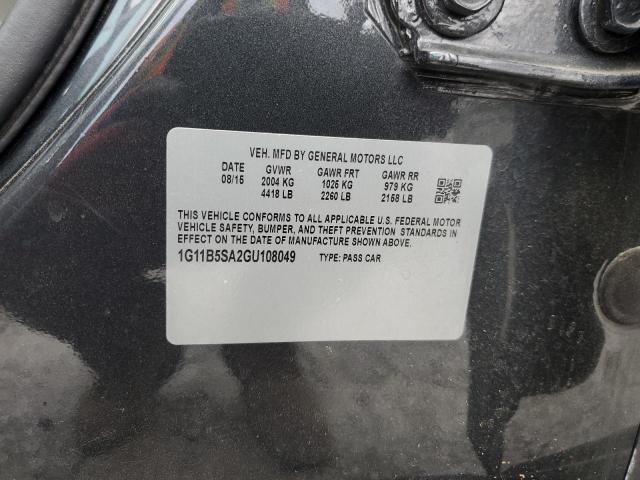 VEH. MFD BY GENERAL MOTORS LLC
DATE GVWR GAWR FRT GAWR RR
08/15 2004 KG 1025 KG 979 KG
4418 LB 2260 LB 2158 LB
THIS VEHICLE CONFORMS TO ALL APPLICABLE U.S. FEDERAL MOTOR
VEHICLE SAFETY, BUMPER, AND THEFT PREVENTION STANDARDS IN
EFFECT ON THE DATE OF MANUFACTURE SHOWN ABOVE.
1G11B5SA2GU108049 TYPE: PASS CAR